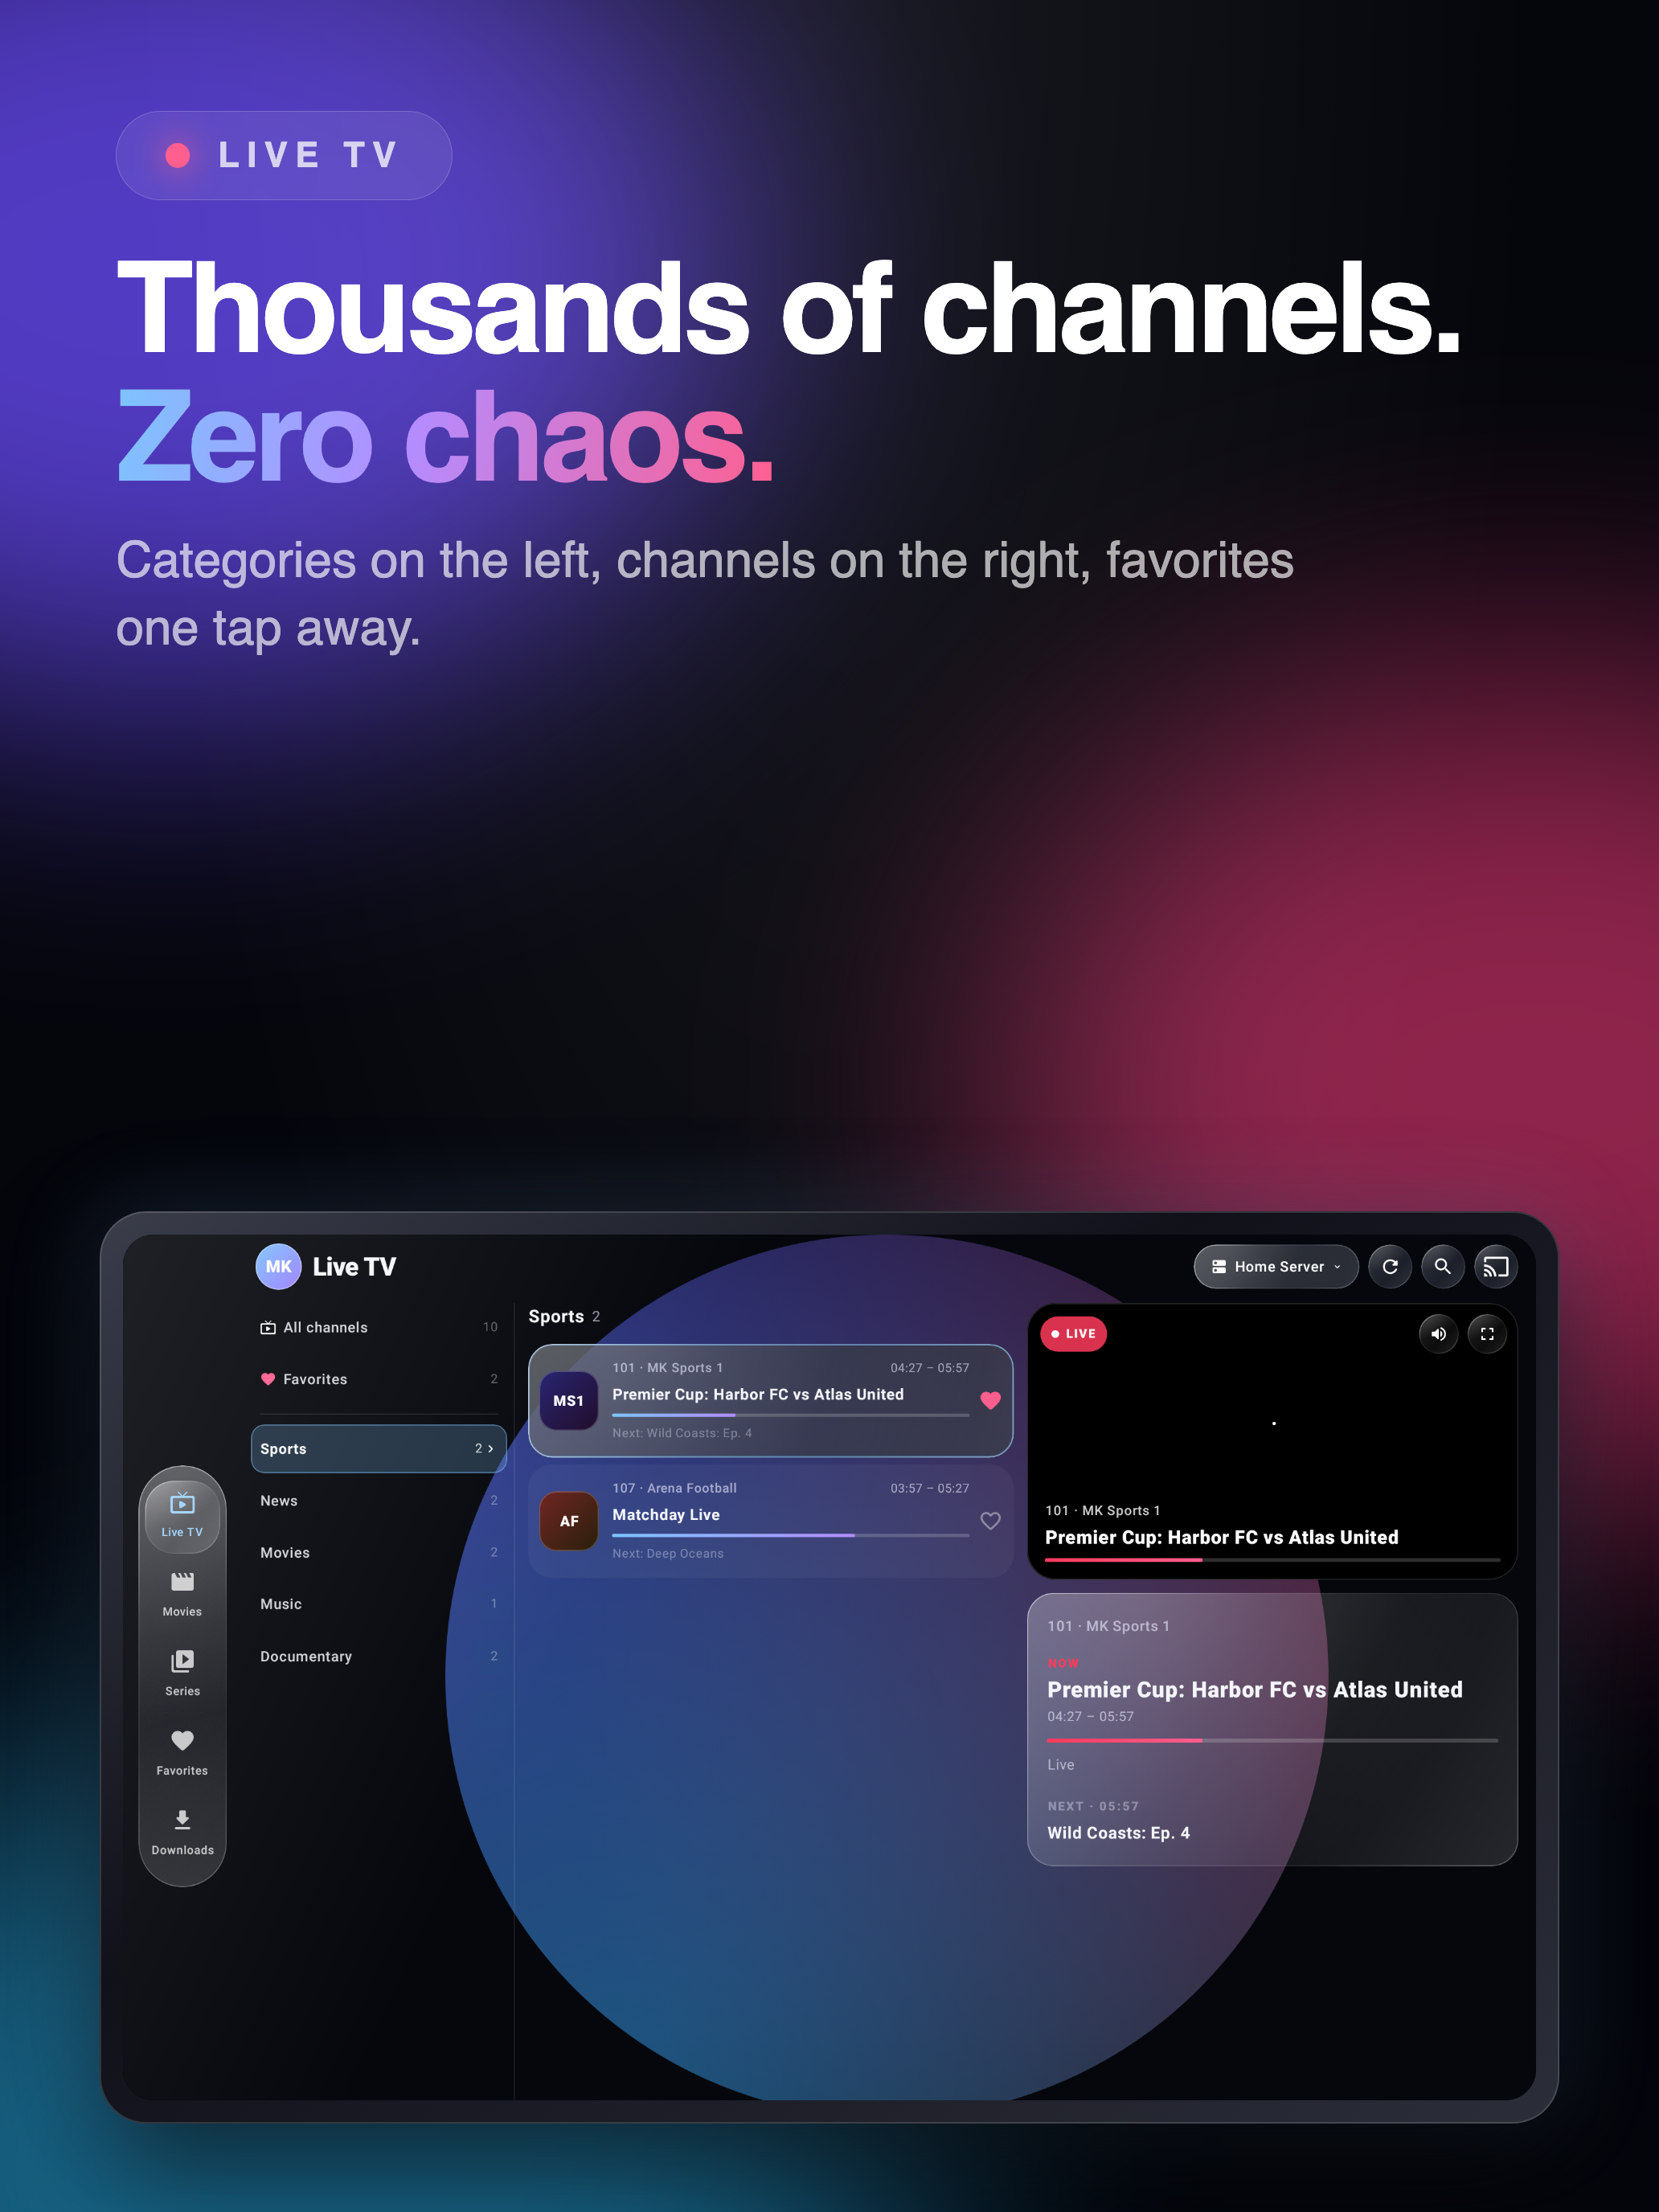 LIVE TV
Thousands of channels.
Zero chaos.
Categories on the left, channels on the right, favorites
one tap away.
MK Live TV
Home Server
All channels 10
Favorites 2
Sports 2
News 2
Movies 2
Music 1
Documentary 2
Live TV
Movies
Series
Favorites
Downloads
Sports 2
MS1
101 · MK Sports 1 04:27 – 05:57
Premier Cup: Harbor FC vs Atlas United
Next: Wild Coasts: Ep. 4
AF
107 · Arena Football 03:57 – 05:27
Matchday Live
Next: Deep Oceans
LIVE
101 · MK Sports 1
Premier Cup: Harbor FC vs Atlas United
101 · MK Sports 1
NOW
Premier Cup: Harbor FC vs Atlas United
04:27 – 05:57
Live
NEXT · 05:57
Wild Coasts: Ep. 4